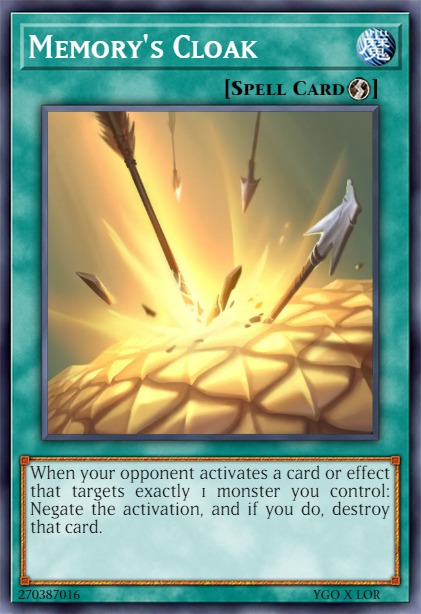 Memory's Cloak
魔
[Spell Card]
When your opponent activates a card or effect
that targets exactly 1 monster you control:
Negate the activation, and if you do, destroy
that card.
270387016 YGO X LOR